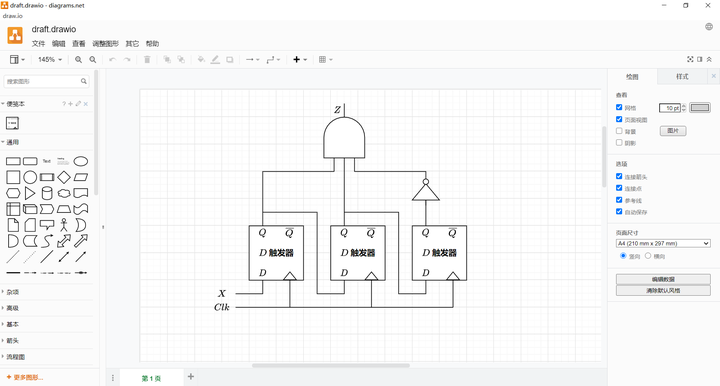 draft.drawio - diagrams.net
draw.io
draft.drawio
文件 编辑 查看 调整图形 其它 帮助
145%
搜索图形
便笺本
通用
Text
杂项
高级
基本
箭头
流程图
+ 更多图形...
Z
Q Q̅ Q Q̅ Q Q̅
D 触发器 D 触发器 D 触发器
D D D
X
Clk
第 1 页
绘图 样式
查看
网格 10 pt
页面视图
背景 图片
阴影
选项
连接箭头
连接点
参考线
自动保存
页面尺寸
A4 (210 mm x 297 mm)
竖向 横向
编辑数据
清除默认风格